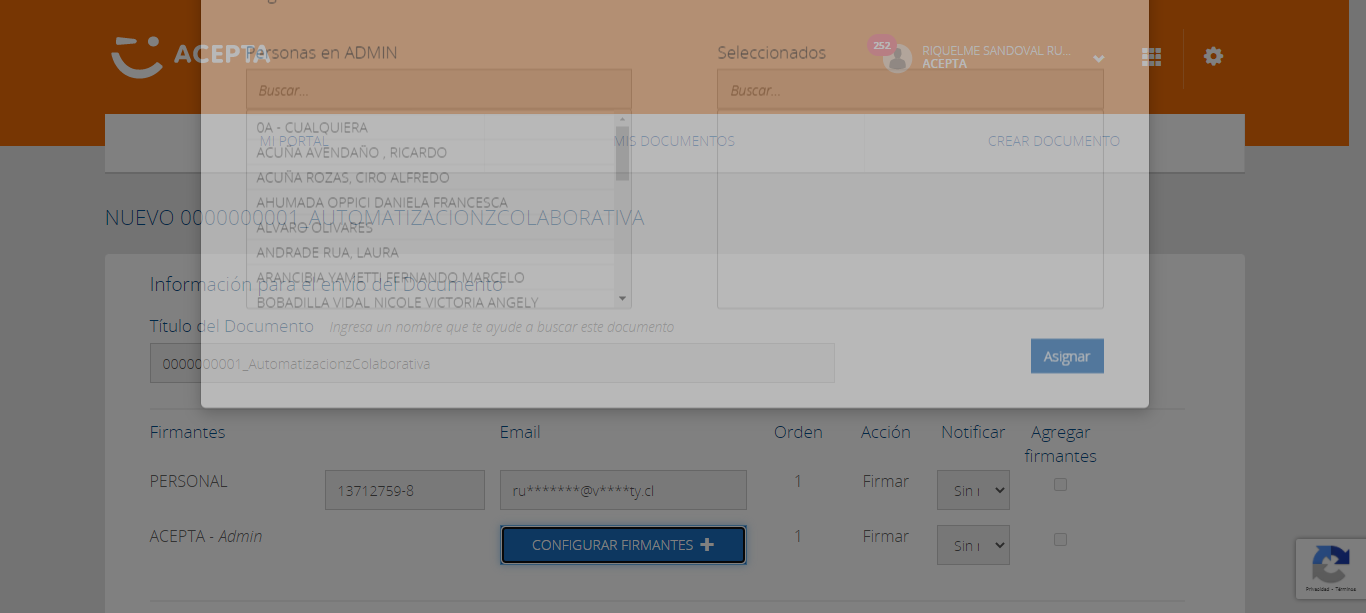 Personas en ADMIN
Seleccionados
ACEPTA
252
RIQUELME SANDOVAL RU...
ACEPTA
Buscar...
Buscar...
0A - CUALQUIERA
MI PORTAL
MIS DOCUMENTOS
CREAR DOCUMENTO
ACUÑA AVENDAÑO , RICARDO
ACUÑA ROZAS, CIRO ALFREDO
AHUMADA OPPICI DANIELA FRANCESCA
NUEVO 0000000001_AUTOMATIZACIONZCOLABORATIVA
ALVARO OLIVARES
ANDRADE RUA, LAURA
ARANCIBIA YAMETTI FERNANDO MARCELO
Información para el envío del Documento
BOBADILLA VIDAL NICOLE VICTORIA ANGELY
Título del Documento Ingresa un nombre que te ayude a buscar este documento
0000000001_AutomatizacionzColaborativa
Asignar
Firmantes Email Orden Acción Notificar Agregar
firmantes
PERSONAL 13712759-8 ru*******@v****ty.cl 1 Firmar Sin
ACEPTA - Admin CONFIGURAR FIRMANTES 1 Firmar Sin
Privacidad - Términos